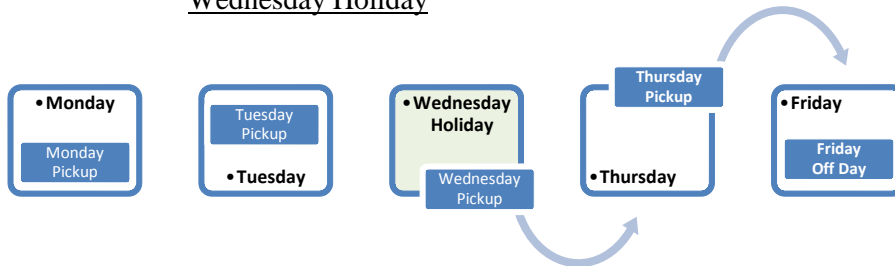 Wednesday Holiday
•Monday
Monday
Pickup
Tuesday
Pickup
•Tuesday
•Wednesday
Holiday
Wednesday
Pickup
Thursday
Pickup
•Thursday
•Friday
Friday
Off Day